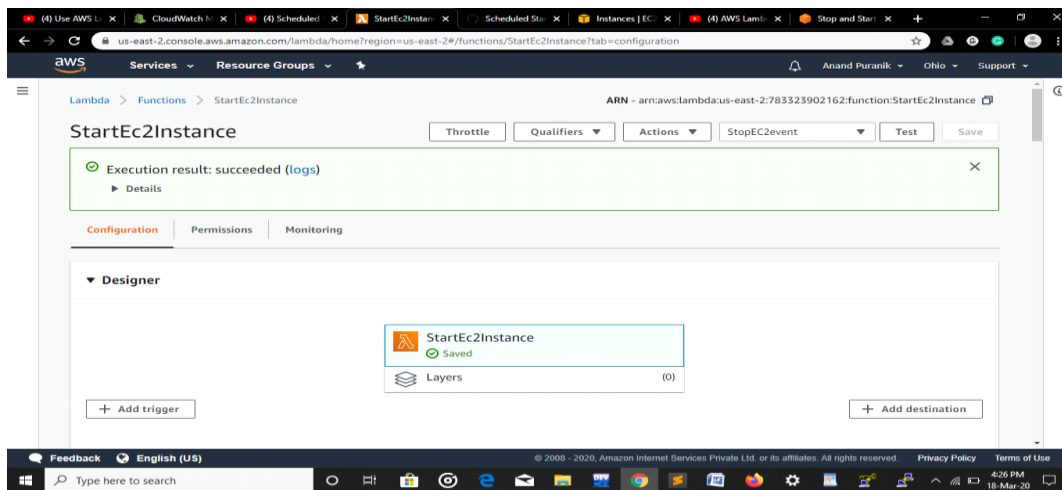 (4) Use AWS L
CloudWatch M
(4) Scheduled
StartEc2Instan
Scheduled Sta
Instances | EC2
(4) AWS Lamb
Stop and Start
us-east-2.console.aws.amazon.com/lambda/home?region=us-east-2#/functions/StartEc2Instance?tab=configuration
aws Services Resource Groups Anand Puranik Ohio Support
Lambda > Functions > StartEc2Instance ARN - arn:aws:lambda:us-east-2:783323902162:function:StartEc2Instance
StartEc2Instance Throttle Qualifiers Actions StopEC2event Test Save
Execution result: succeeded (logs)
Details
Configuration Permissions Monitoring
Designer
StartEc2Instance
Saved
Layers (0)
+ Add trigger + Add destination
Feedback English (US) © 2008 - 2020, Amazon Internet Services Private Ltd. or its affiliates. All rights reserved. Privacy Policy Terms of Use
Type here to search 4:26 PM
18-Mar-20